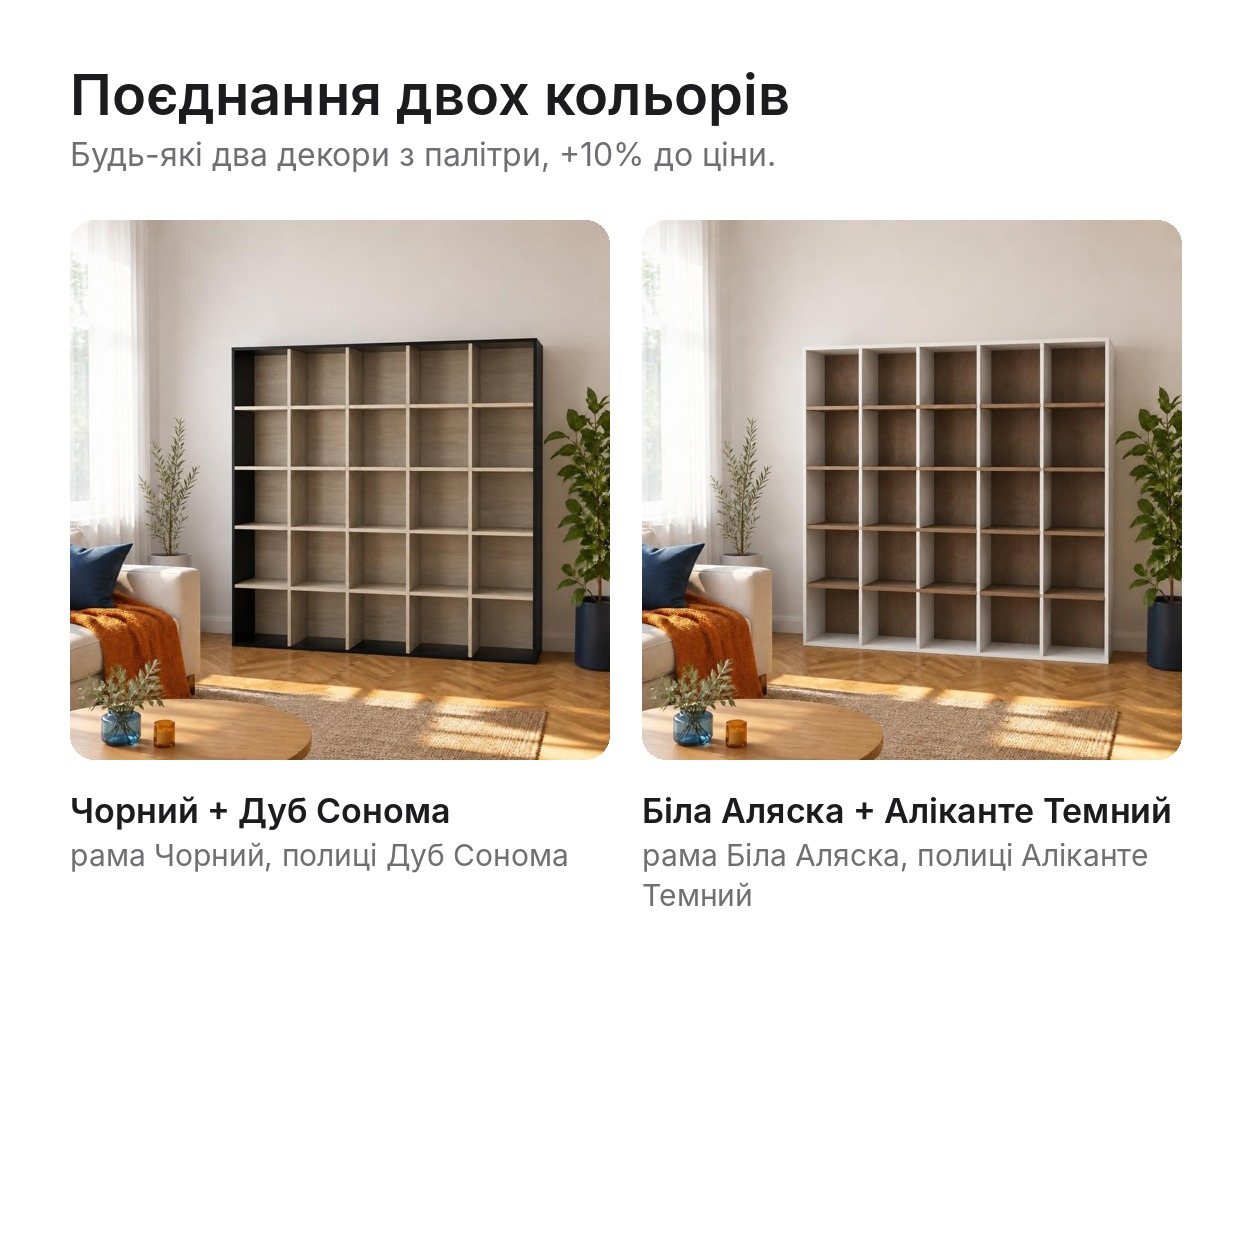 Поєднання двох кольорів
Будь-які два декори з палітри, +10% до ціни.
Чорний + Дуб Сонома
рама Чорний, полиці Дуб Сонома
Біла Аляска + Аліканте Темний
рама Біла Аляска, полиці Аліканте
Темний